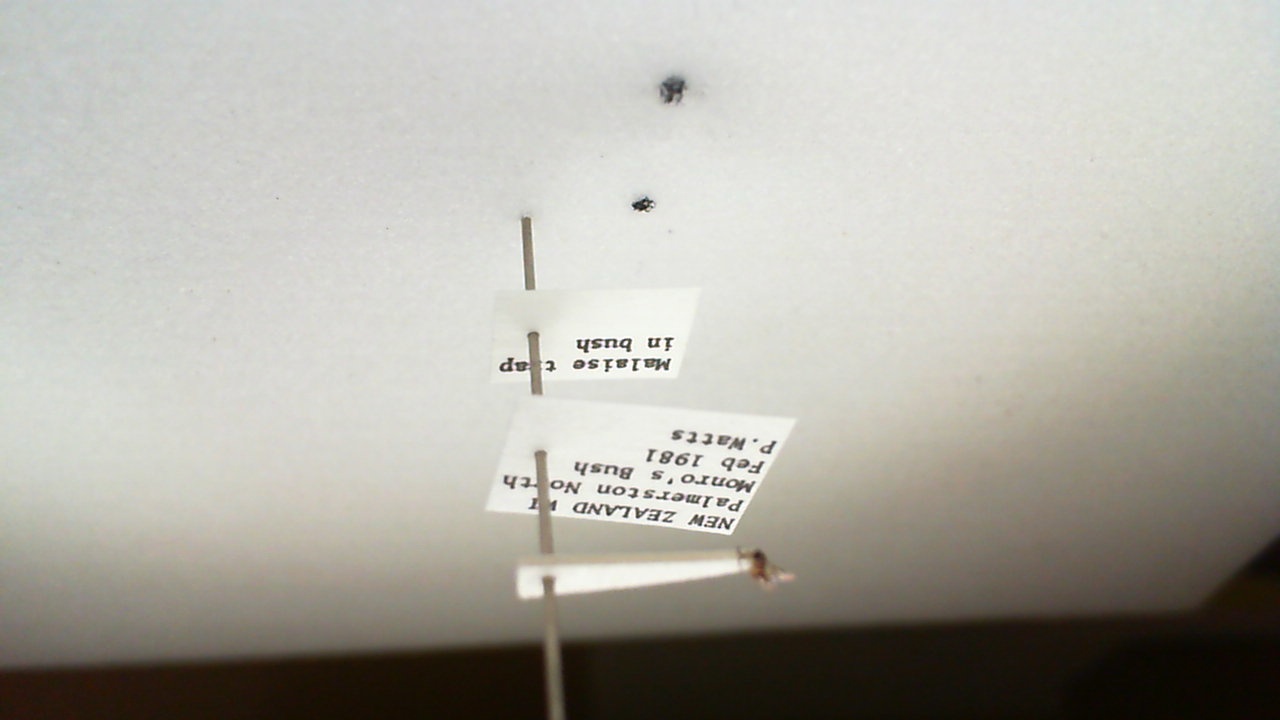 NEW ZEALAND WI
Palmerston North
Monro's Bush
Feb 1981
P.Watts
Malaise trap
in bush